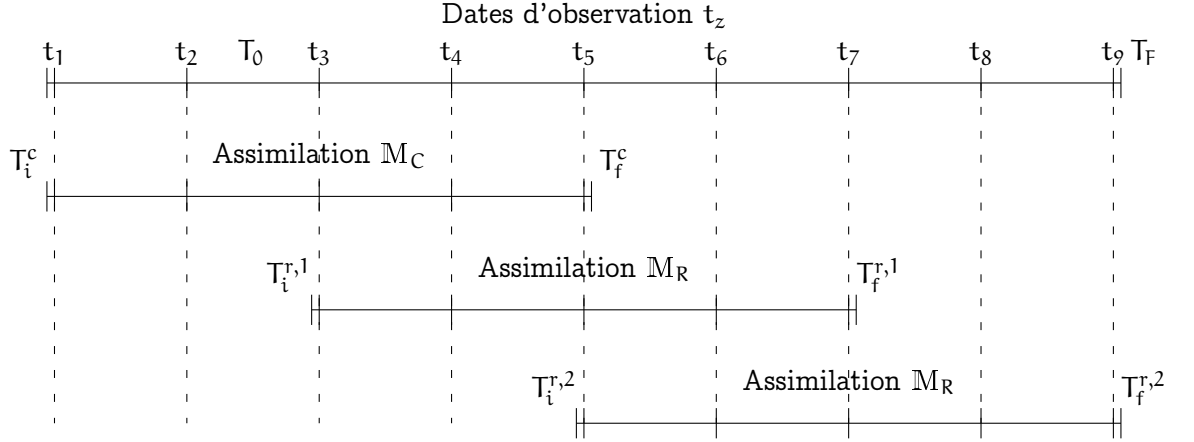 Dates d'observation t_z
t_1 t_2 T_0 t_3 t_4 t_5 t_6 t_7 t_8 t_9 T_F
Assimilation 𝕄_C
T_i^c T_f^c
Assimilation 𝕄_R
T_i^{r,1} T_f^{r,1}
Assimilation 𝕄_R
T_i^{r,2} T_f^{r,2}